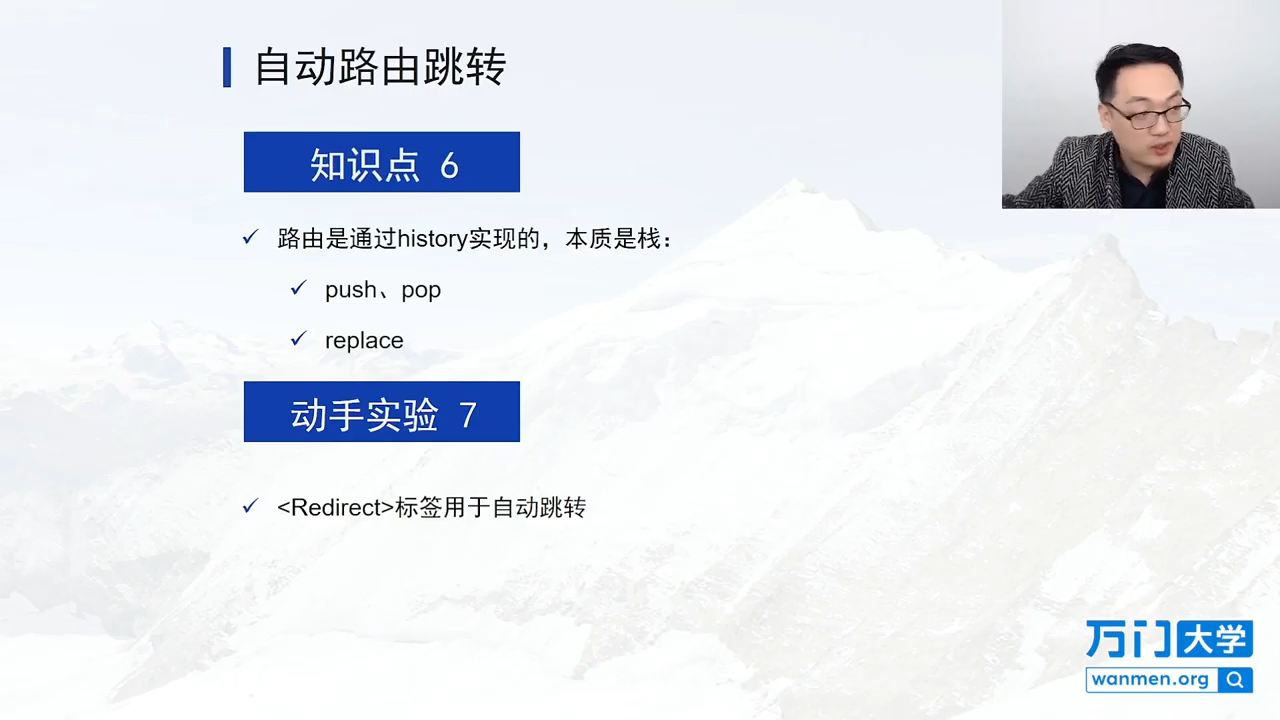 自动路由跳转
知识点 6
路由是通过history实现的，本质是栈：
push、pop
replace
动手实验 7
<Redirect>标签用于自动跳转
万门大学
wanmen.org